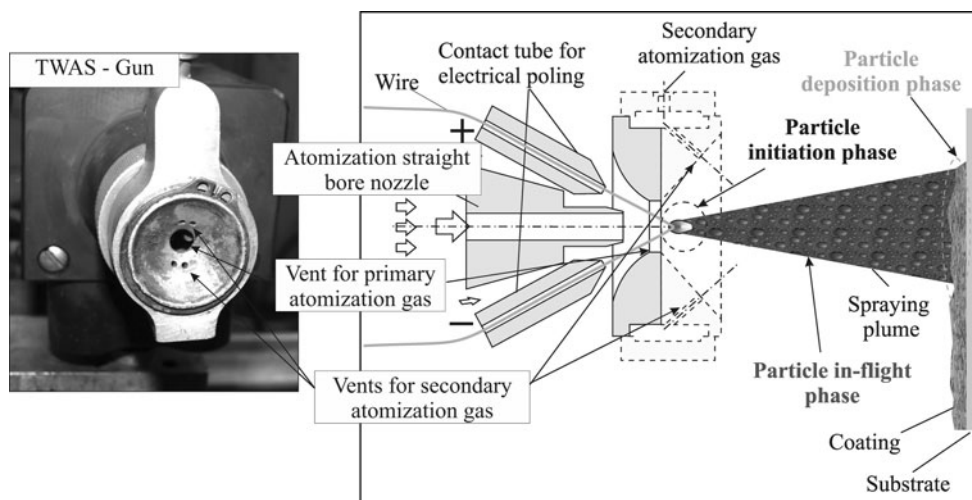 TWAS - Gun
Contact tube for
electrical poling
Secondary
atomization gas
Particle
deposition phase
Wire
+
Particle
initiation phase
Atomization straight
bore nozzle
Vent for primary
atomization gas
−
Spraying
plume
Vents for secondary
atomization gas
Particle in-flight
phase
Coating
Substrate